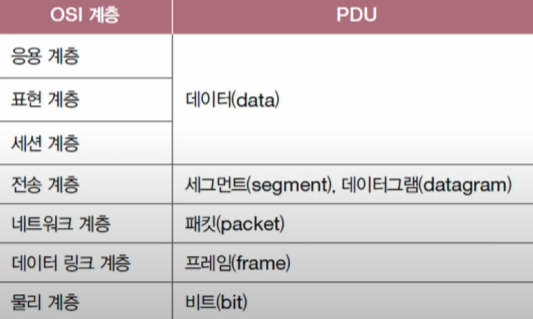 OSI 계층 PDU
응용 계층
표현 계층 데이터(data)
세션 계층
전송 계층 세그먼트(segment), 데이터그램(datagram)
네트워크 계층 패킷(packet)
데이터 링크 계층 프레임(frame)
물리 계층 비트(bit)